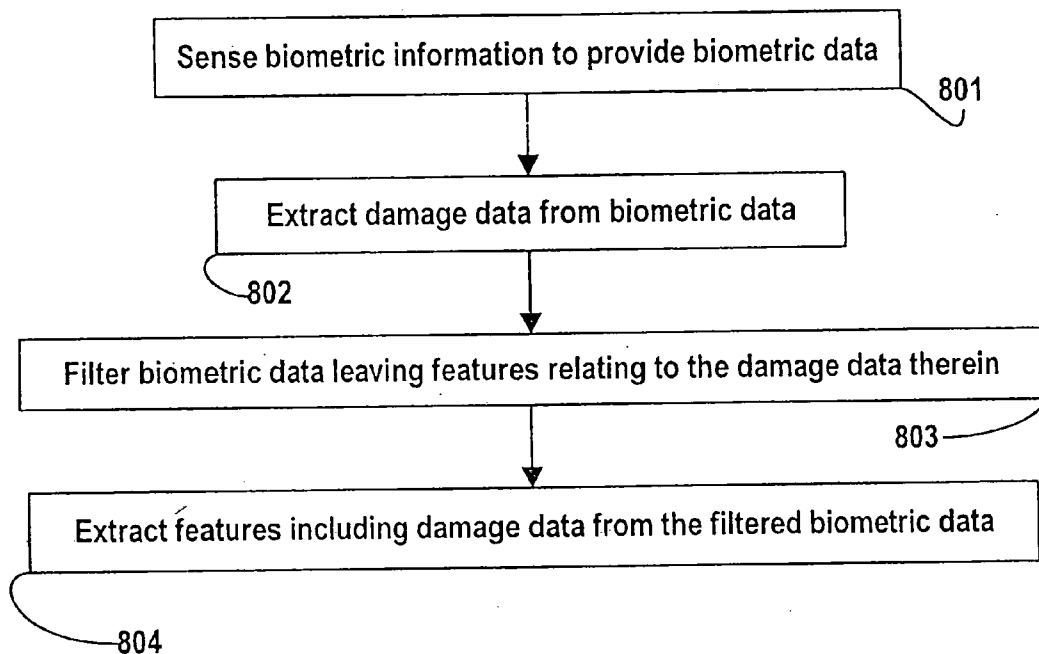 Sense biometric information to provide biometric data
801
Extract damage data from biometric data
802
Filter biometric data leaving features relating to the damage data therein
803
Extract features including damage data from the filtered biometric data
804